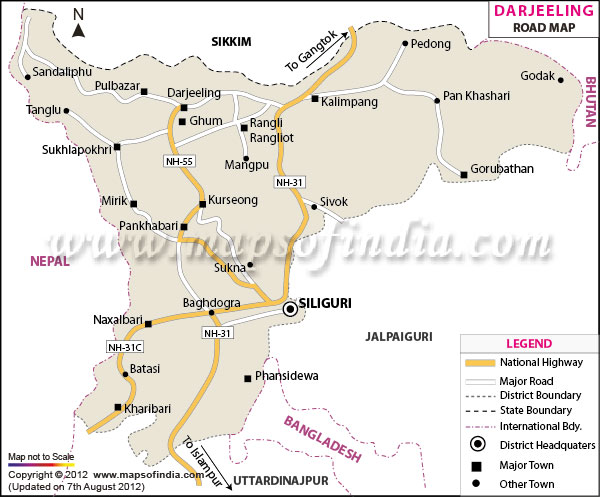 DARJEELING
ROAD MAP
N
SIKKIM
To Gangtok
Pedong
Sandaliphu
Pulbazar
Darjeeling
Kalimpang
Pan Khashari
Godak
BHUTAN
Tanglu
Ghum
Rangli
Rangliot
Sukhlapokhri
NH-55
Mangpu
NH-31
Gorubathan
Mirik
Kurseong
Sivok
Pankhabari
www.mapsofindia.com
NEPAL
Sukna
Baghdogra
SILIGURI
Naxalbari
NH-31
JALPAIGURI
NH-31C
Batasi
Phansidewa
Kharibari
BANGLADESH
To Islampur
UTTARDINAJPUR
LEGEND
National Highway
Major Road
District Boundary
State Boundary
International Bdy.
District Headquaters
Major Town
Other Town
Map not to Scale
Copyright © 2012 www.mapsofindia.com
(Updated on 7th August 2012)